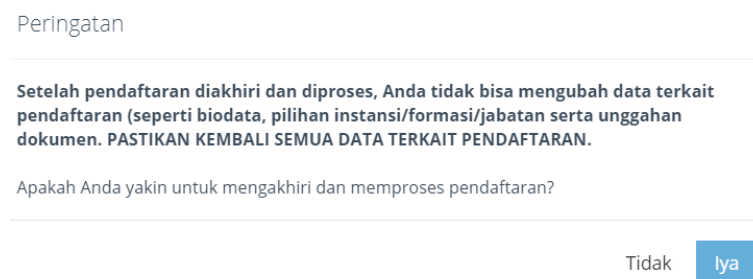 Peringatan
Setelah pendaftaran diakhiri dan diproses, Anda tidak bisa mengubah data terkait
pendaftaran (seperti biodata, pilihan instansi/formasi/jabatan serta unggahan
dokumen. PASTIKAN KEMBALI SEMUA DATA TERKAIT PENDAFTARAN.
Apakah Anda yakin untuk mengakhiri dan memproses pendaftaran?
Tidak Iya